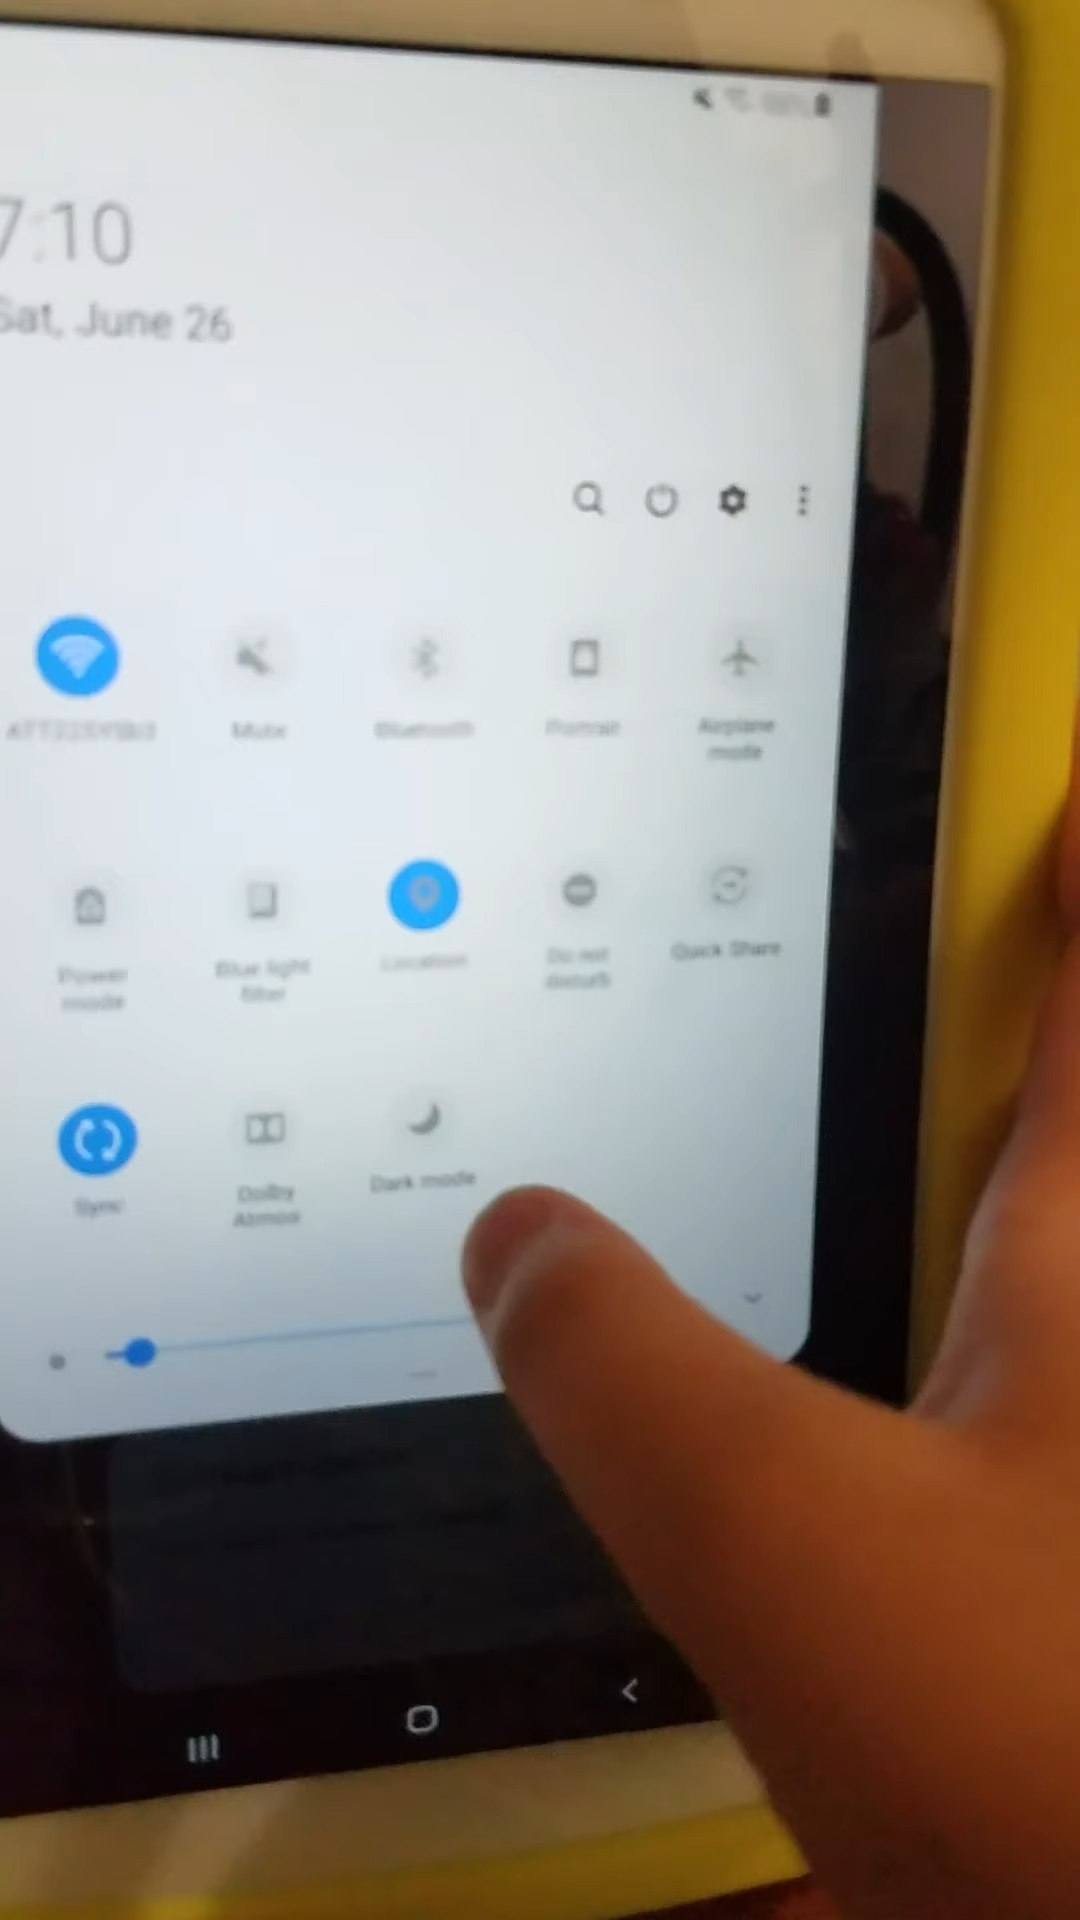 7:10
Sat, June 26
Mute
Bluetooth
Portrait
Airplane
mode
Power
mode
Blue light
filter
Location
Do not
disturb
Quick Share
Sync
Dolby
Atmos
Dark mode